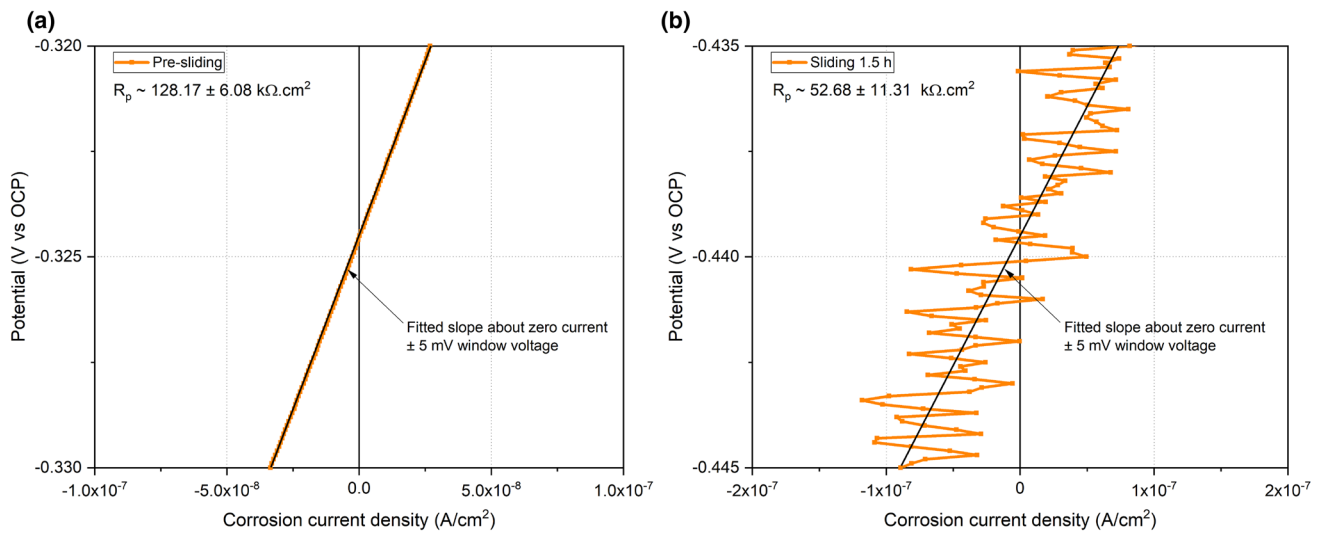 (a)
-0.320
Pre-sliding
Rp ~ 128.17 ± 6.08 kΩ.cm²
-0.325
Potential (V vs OCP)
Fitted slope about zero current
± 5 mV window voltage
-0.330
-1.0x10⁻⁷
-5.0x10⁻⁸
0.0
5.0x10⁻⁸
1.0x10⁻⁷
Corrosion current density (A/cm²)
(b)
-0.435
Sliding 1.5 h
Rp ~ 52.68 ± 11.31 kΩ.cm²
-0.440
Potential (V vs OCP)
Fitted slope about zero current
± 5 mV window voltage
-0.445
-2x10⁻⁷
-1x10⁻⁷
0
1x10⁻⁷
2x10⁻⁷
Corrosion current density (A/cm²)